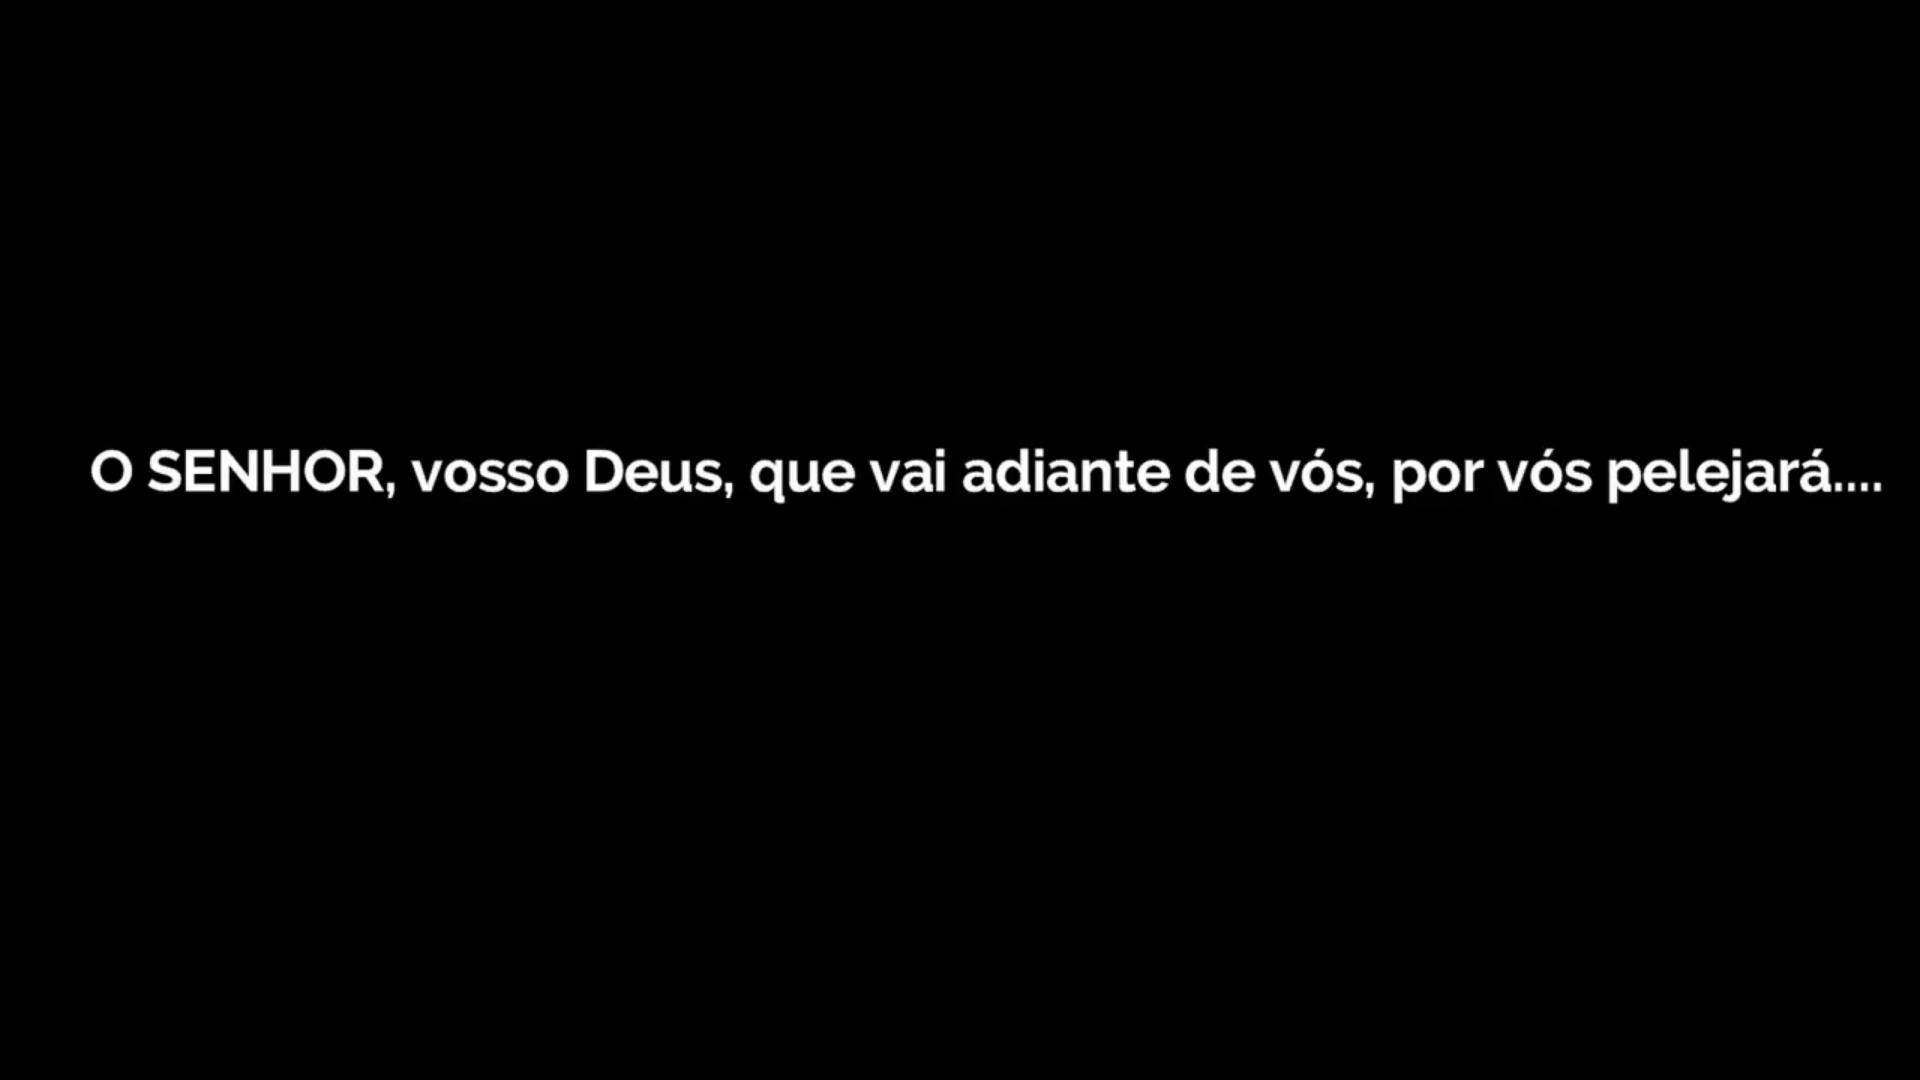 O SENHOR, vosso Deus, que vai adiante de vós, por vós pelejará....